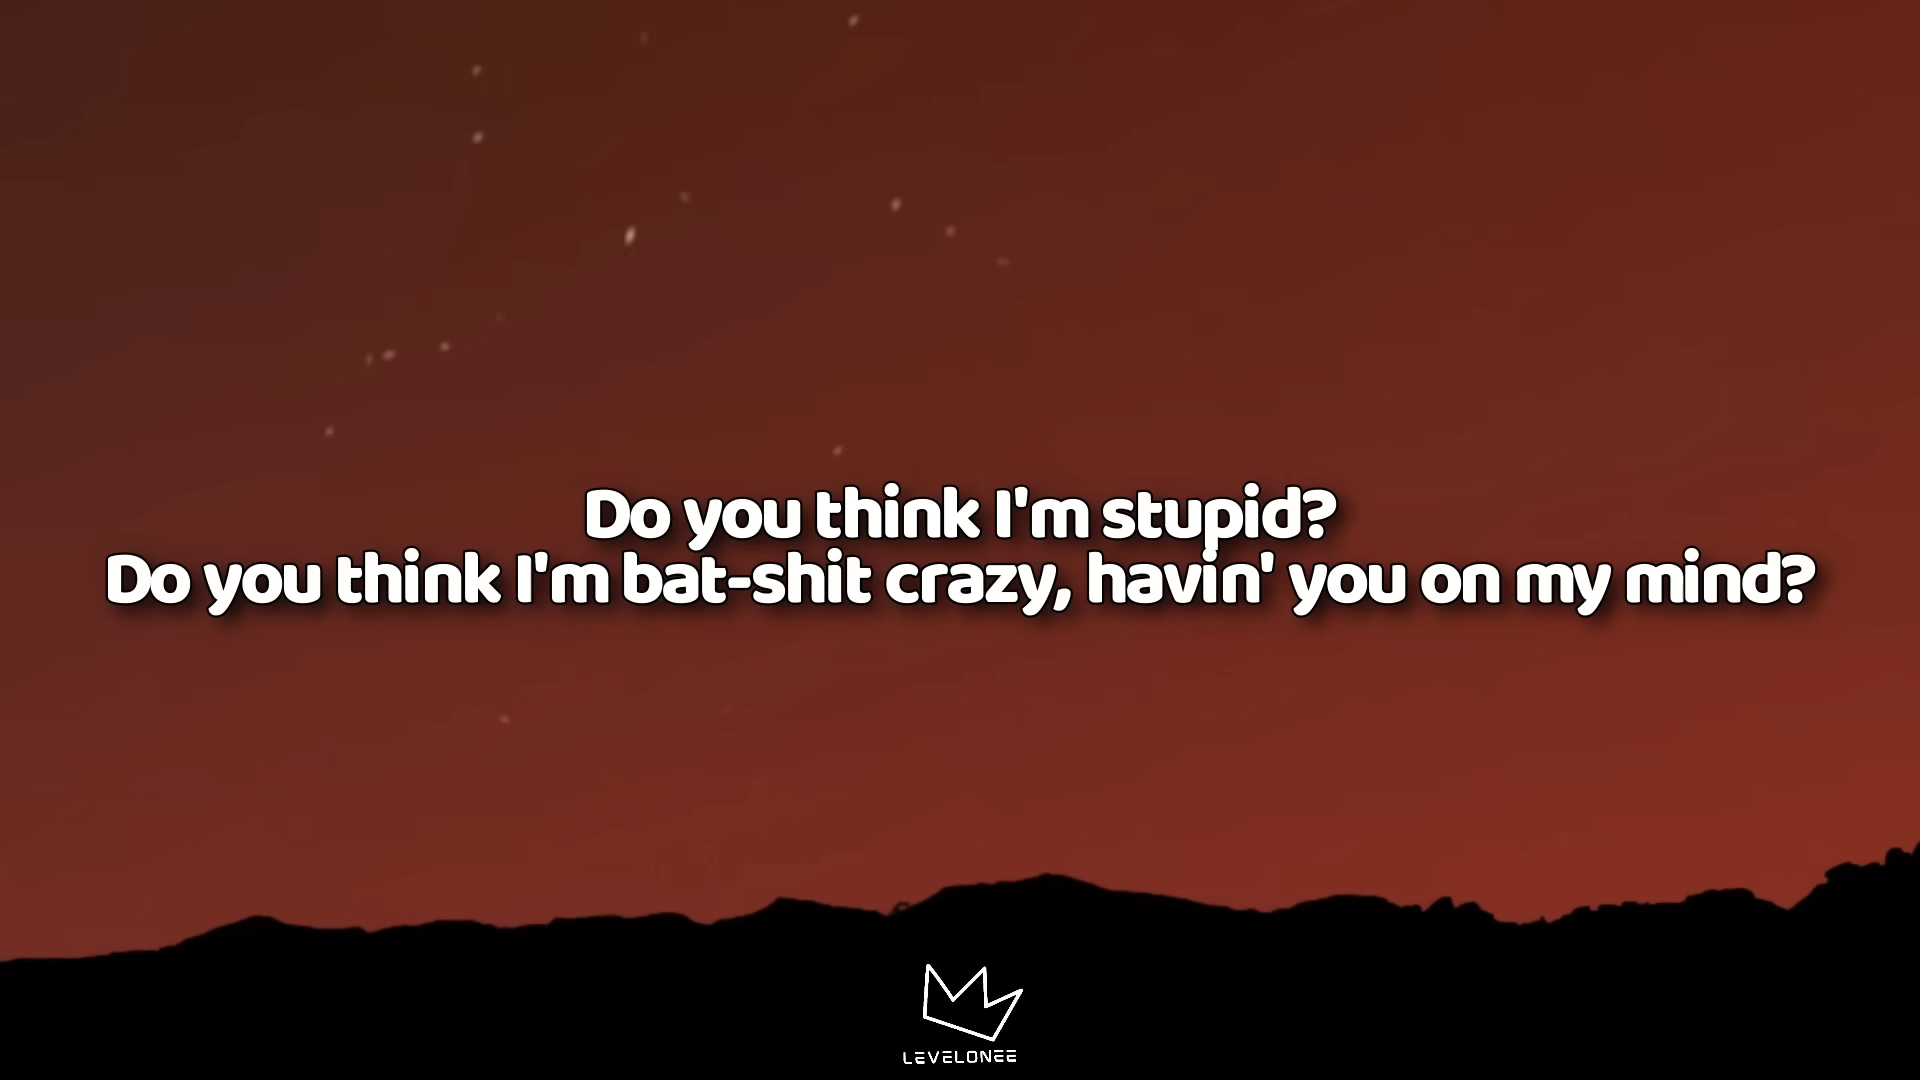 Do you think I'm stupid?
Do you think I'm bat-shit crazy, havin' you on my mind?
LEVELONEE